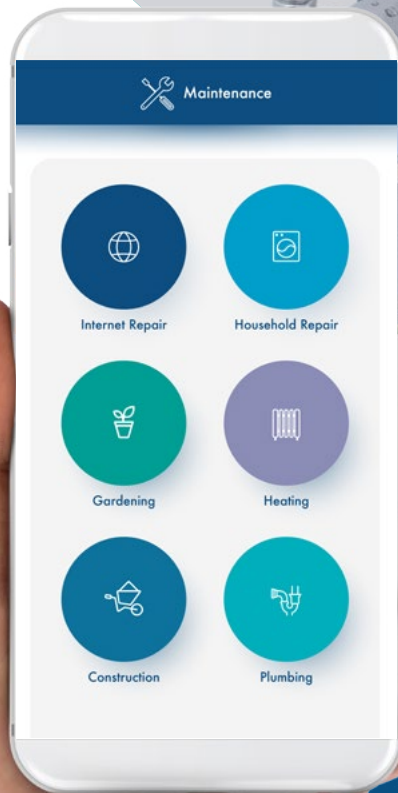 Maintenance
Internet Repair
Household Repair
Gardening
Heating
Construction
Plumbing